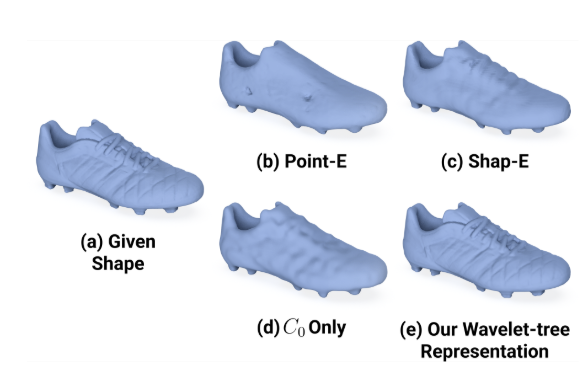 (b) Point-E
(c) Shap-E
(a) Given
Shape
(d) C₀ Only
(e) Our Wavelet-tree
Representation